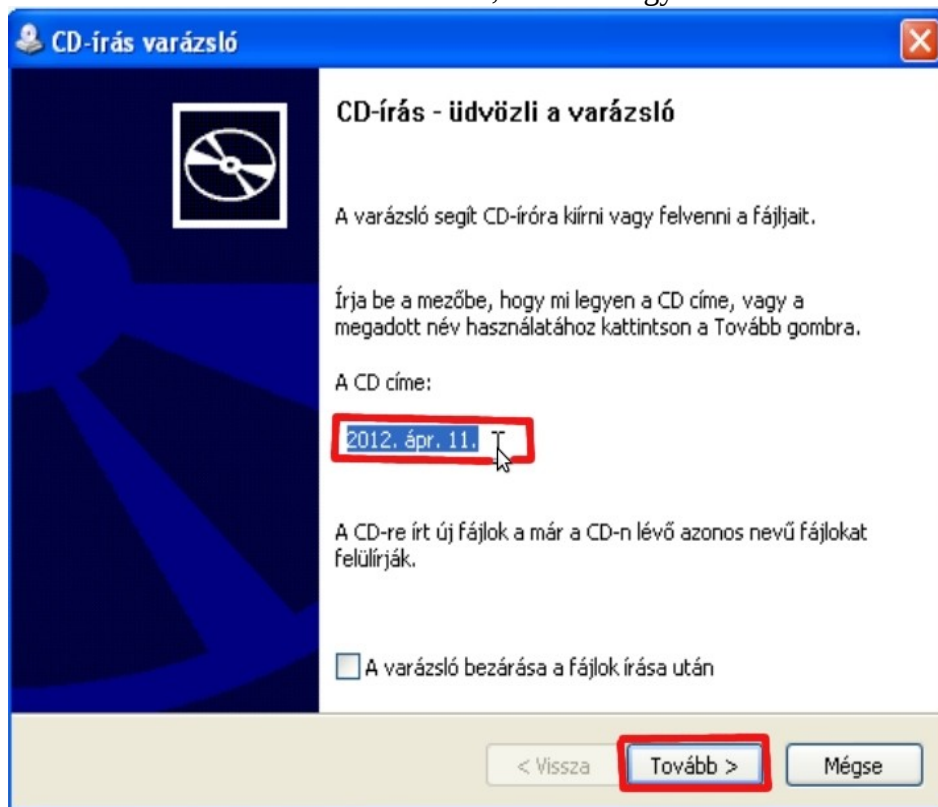 CD-írás varázsló
CD-írás - üdvözli a varázsló
A varázsló segít CD-íróra kiírni vagy felvenni a fájljait.
Írja be a mezőbe, hogy mi legyen a CD címe, vagy a
megadott név használatához kattintson a Tovább gombra.
A CD címe:
2012. ápr. 11.
A CD-re írt új fájlok a már a CD-n lévő azonos nevű fájlokat
felülírják.
A varázsló bezárása a fájlok írása után
< Vissza
Tovább >
Mégse